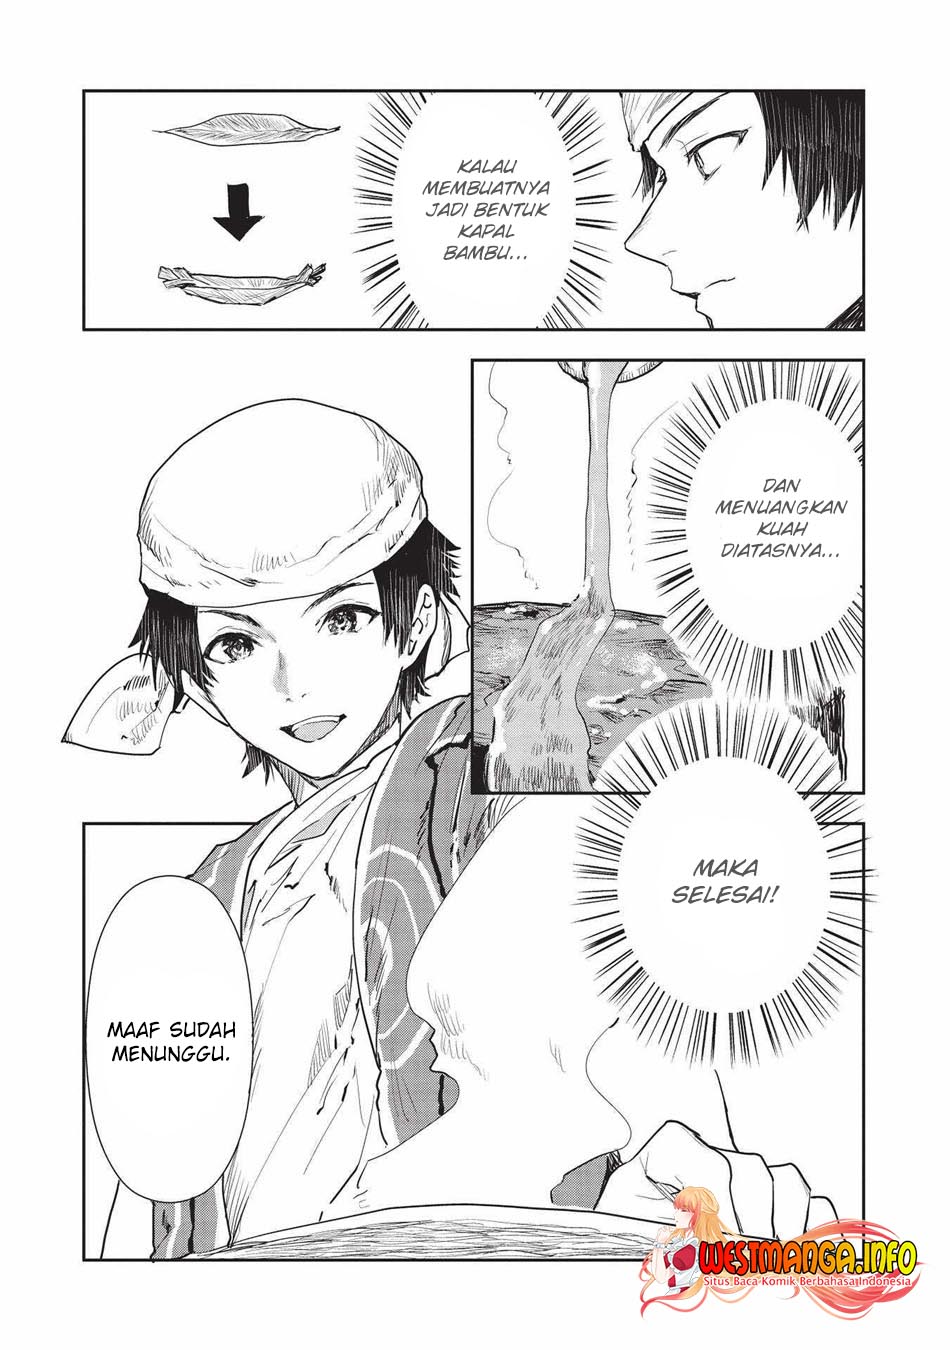 KALAU
MEMBUATNYA
JADI BENTUK
KAPAL
BAMBU...
DAN
MENUANGKAN
KUAH
DIATASNYA...
MAKA
SELESAI!
MAAF SUDAH
MENUNGGU.
WESTMANGA.INFO
Situs Baca Komik Berbahasa Indonesia